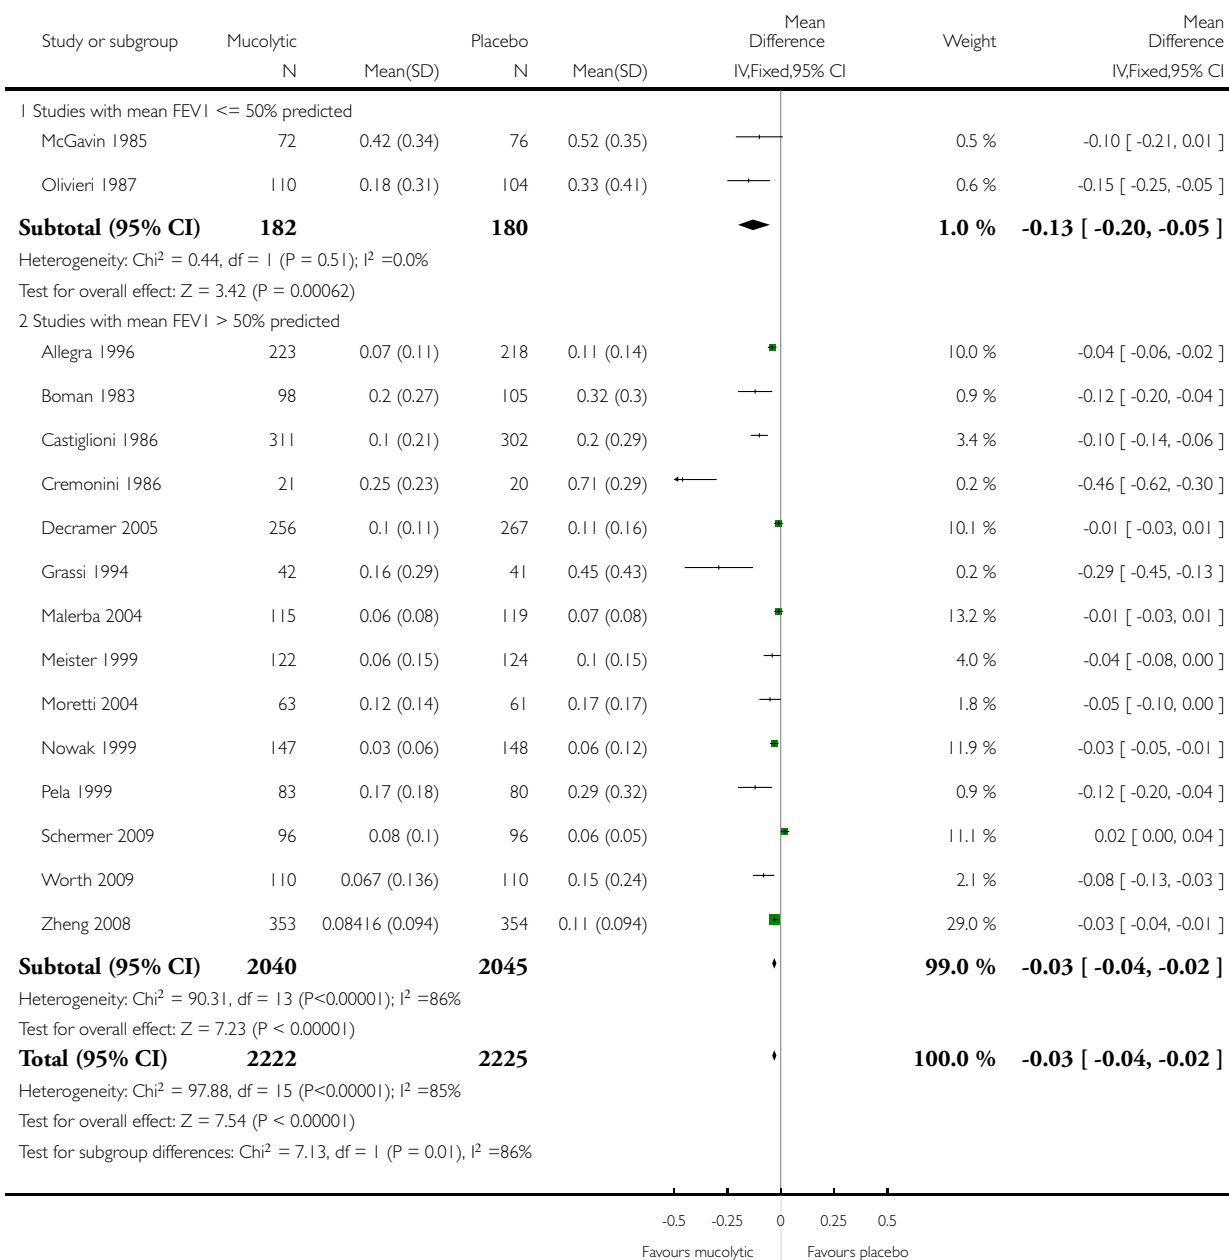 Study or subgroup Mucolytic Placebo Mean Difference Weight Mean Difference
N Mean(SD) N Mean(SD) IV,Fixed,95% CI IV,Fixed,95% CI
1 Studies with mean FEV1 <= 50% predicted
McGavin 1985 72 0.42 (0.34) 76 0.52 (0.35) 0.5 % -0.10 [ -0.21, 0.01 ]
Olivieri 1987 110 0.18 (0.31) 104 0.33 (0.41) 0.6 % -0.15 [ -0.25, -0.05 ]
Subtotal (95% CI) 182 180 1.0 % -0.13 [ -0.20, -0.05 ]
Heterogeneity: Chi² = 0.44, df = 1 (P = 0.51); I² =0.0%
Test for overall effect: Z = 3.42 (P = 0.00062)
2 Studies with mean FEV1 > 50% predicted
Allegra 1996 223 0.07 (0.11) 218 0.11 (0.14) 10.0 % -0.04 [ -0.06, -0.02 ]
Boman 1983 98 0.2 (0.27) 105 0.32 (0.3) 0.9 % -0.12 [ -0.20, -0.04 ]
Castiglioni 1986 311 0.1 (0.21) 302 0.2 (0.29) 3.4 % -0.10 [ -0.14, -0.06 ]
Cremonini 1986 21 0.25 (0.23) 20 0.71 (0.29) 0.2 % -0.46 [ -0.62, -0.30 ]
Decramer 2005 256 0.1 (0.11) 267 0.11 (0.16) 10.1 % -0.01 [ -0.03, 0.01 ]
Grassi 1994 42 0.16 (0.29) 41 0.45 (0.43) 0.2 % -0.29 [ -0.45, -0.13 ]
Malerba 2004 115 0.06 (0.08) 119 0.07 (0.08) 13.2 % -0.01 [ -0.03, 0.01 ]
Meister 1999 122 0.06 (0.15) 124 0.1 (0.15) 4.0 % -0.04 [ -0.08, 0.00 ]
Moretti 2004 63 0.12 (0.14) 61 0.17 (0.17) 1.8 % -0.05 [ -0.10, 0.00 ]
Nowak 1999 147 0.03 (0.06) 148 0.06 (0.12) 11.9 % -0.03 [ -0.05, -0.01 ]
Pela 1999 83 0.17 (0.18) 80 0.29 (0.32) 0.9 % -0.12 [ -0.20, -0.04 ]
Schermer 2009 96 0.08 (0.1) 96 0.06 (0.05) 11.1 % 0.02 [ 0.00, 0.04 ]
Worth 2009 110 0.067 (0.136) 110 0.15 (0.24) 2.1 % -0.08 [ -0.13, -0.03 ]
Zheng 2008 353 0.08416 (0.094) 354 0.11 (0.094) 29.0 % -0.03 [ -0.04, -0.01 ]
Subtotal (95% CI) 2040 2045 99.0 % -0.03 [ -0.04, -0.02 ]
Heterogeneity: Chi² = 90.31, df = 13 (P<0.00001); I² =86%
Test for overall effect: Z = 7.23 (P < 0.00001)
Total (95% CI) 2222 2225 100.0 % -0.03 [ -0.04, -0.02 ]
Heterogeneity: Chi² = 97.88, df = 15 (P<0.00001); I² =85%
Test for overall effect: Z = 7.54 (P < 0.00001)
Test for subgroup differences: Chi² = 7.13, df = 1 (P = 0.01), I² =86%
-0.5 -0.25 0 0.25 0.5
Favours mucolytic Favours placebo